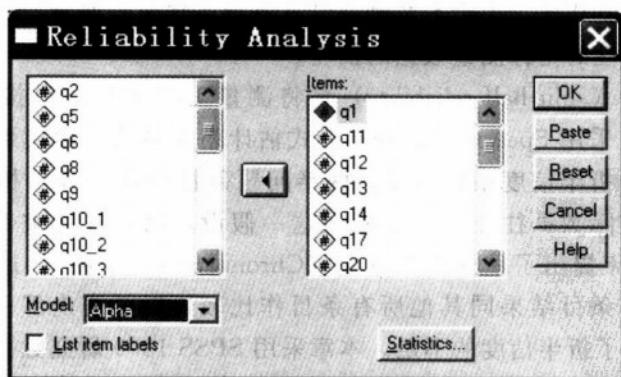 Reliability Analysis
q2
q5
q6
q8
q9
q10_1
q10_2
q10_3
Items:
q1
q11
q12
q13
q14
q17
q20
OK
Paste
Reset
Cancel
Help
Model:
Alpha
List item labels
Statistics...